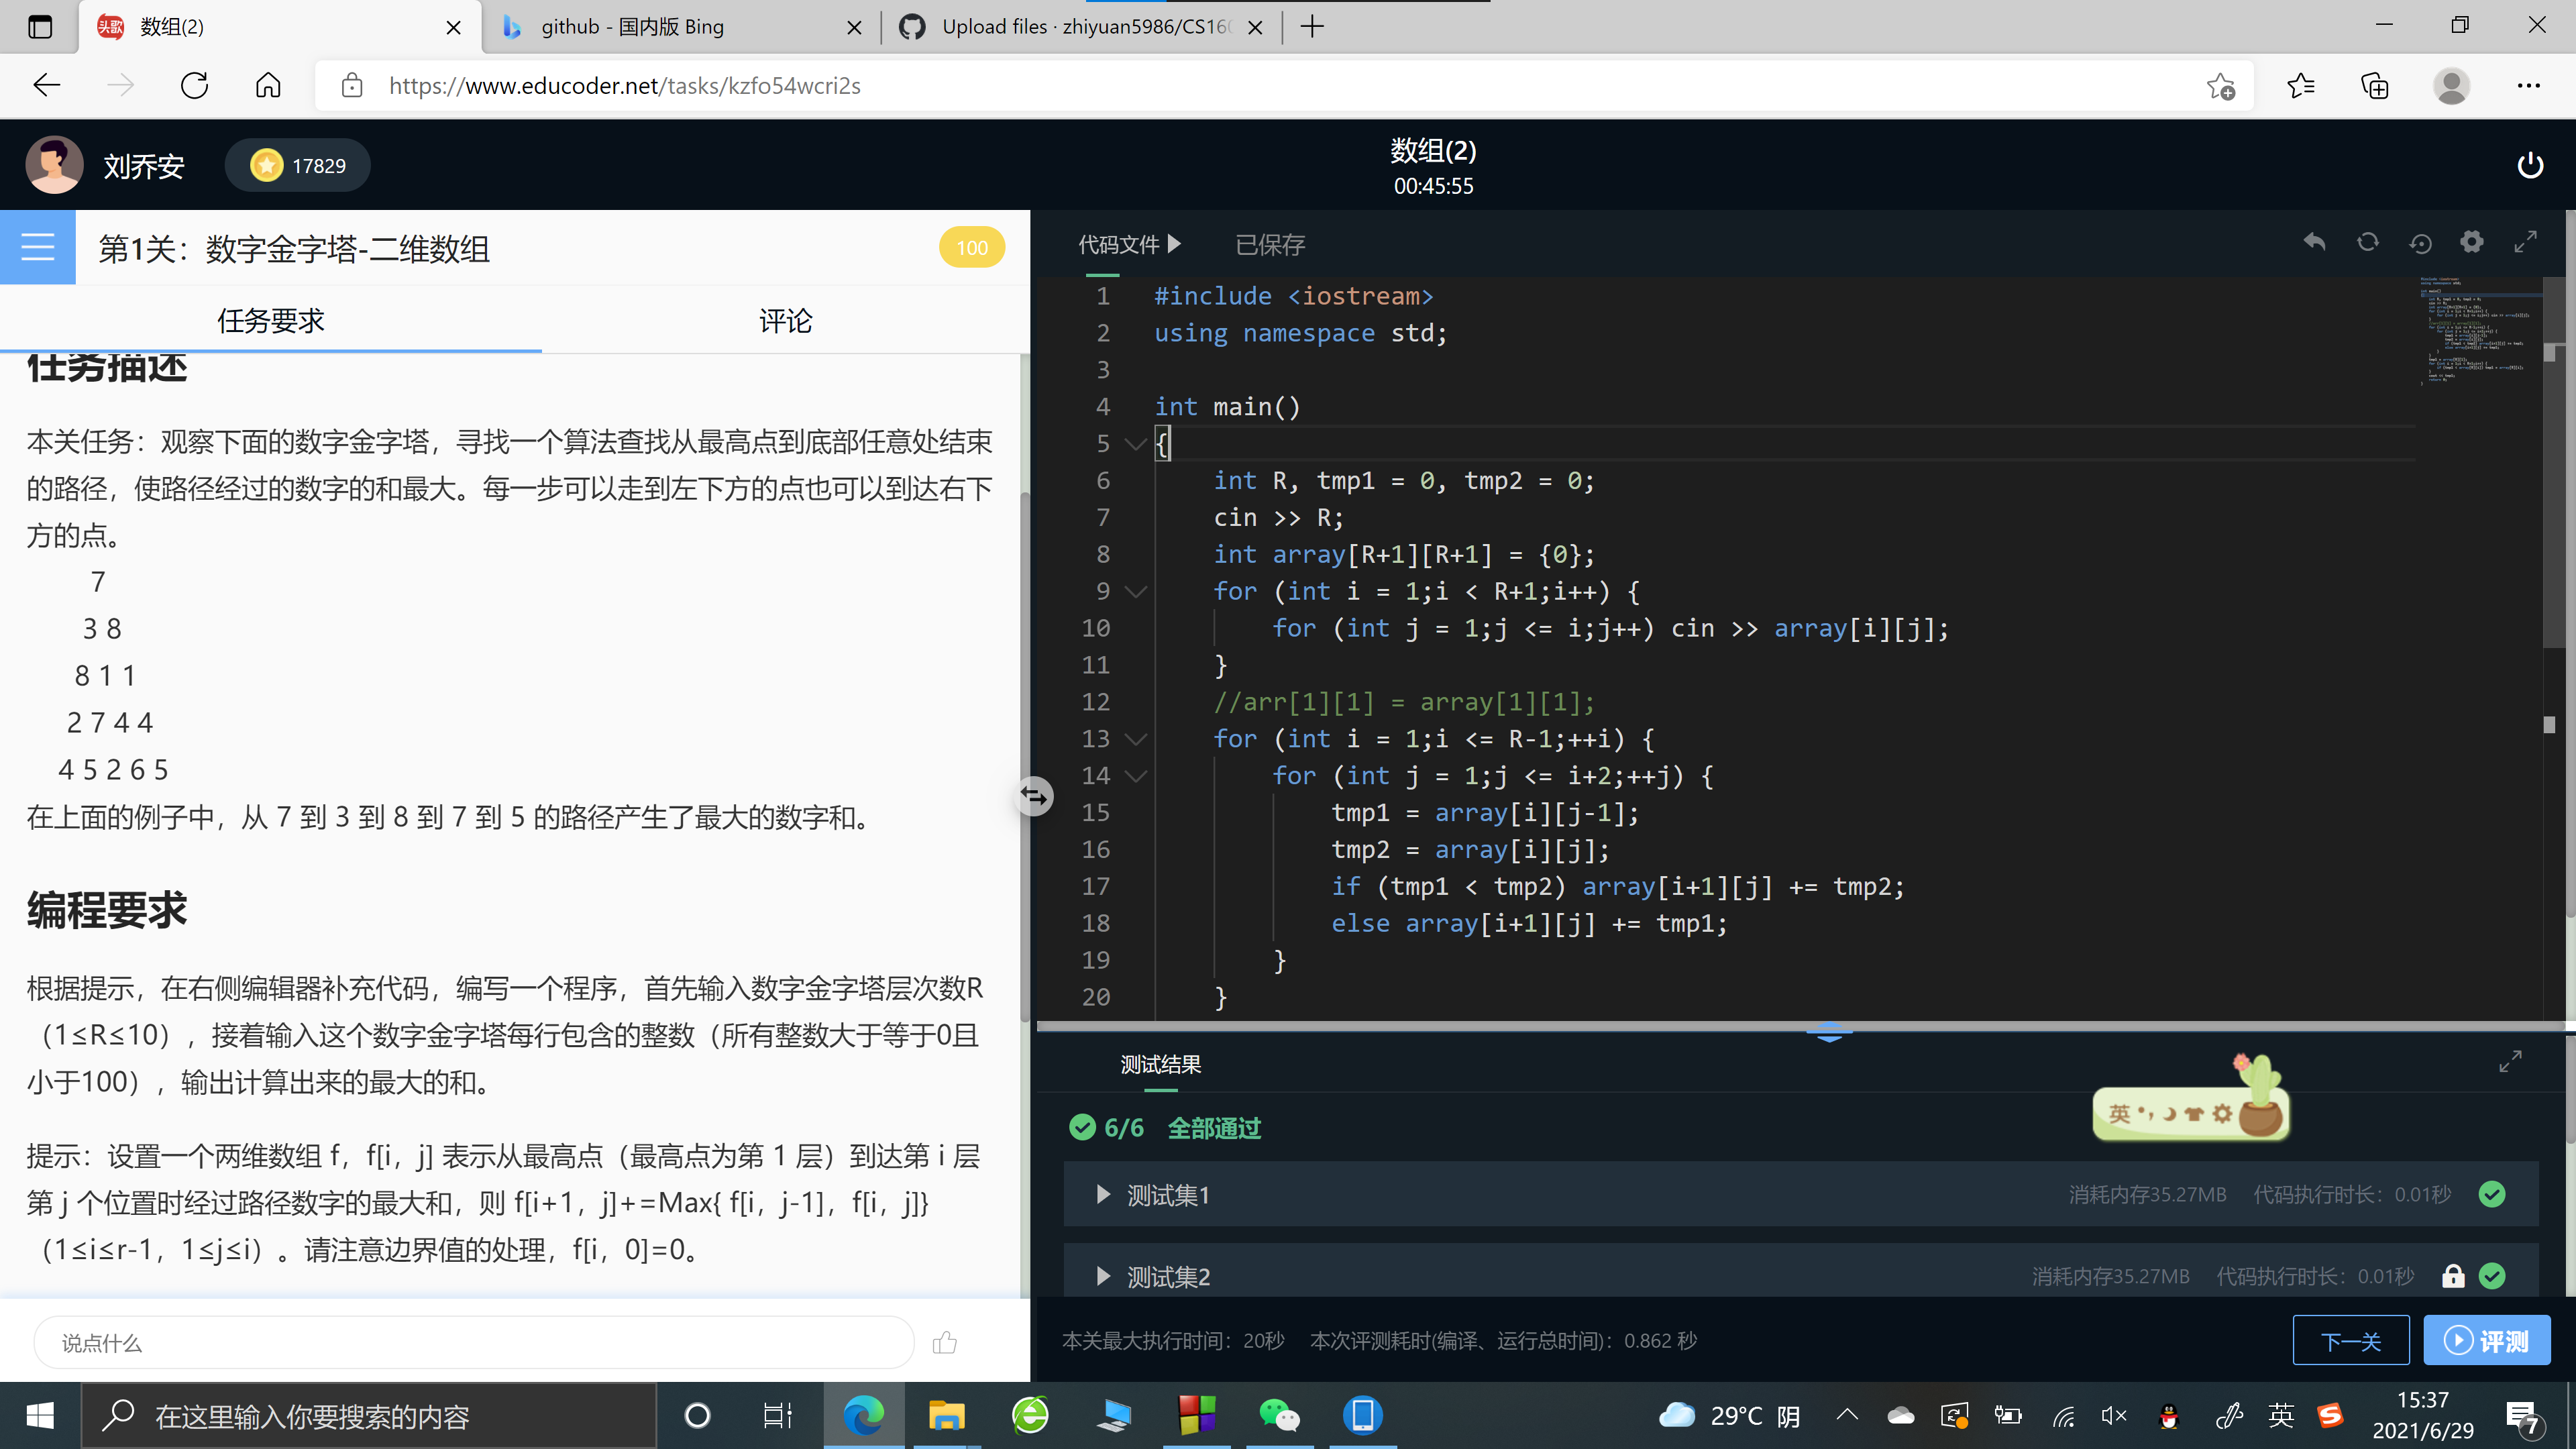 数组(2)
github - 国内版 Bing
Upload files · zhiyuan5986/CS160
https://www.educoder.net/tasks/kzfo54wcri2s
头歌
刘乔安
17829
数组(2)
00:45:55
第1关：数字金字塔-二维数组
100
任务要求
评论
任务描述
本关任务：观察下面的数字金字塔，寻找一个算法查找从最高点到底部任意处结束
的路径，使路径经过的数字的和最大。每一步可以走到左下方的点也可以到达右下
方的点。
7
3 8
8 1 1
2 7 4 4
4 5 2 6 5
在上面的例子中，从 7 到 3 到 8 到 7 到 5 的路径产生了最大的数字和。
编程要求
根据提示，在右侧编辑器补充代码，编写一个程序，首先输入数字金字塔层次数R
（1≤R≤10），接着输入这个数字金字塔每行包含的整数（所有整数大于等于0且
小于100），输出计算出来的最大的和。
提示：设置一个两维数组 f，f[i，j] 表示从最高点（最高点为第 1 层）到达第 i 层
第 j 个位置时经过路径数字的最大和，则 f[i+1，j]+=Max{ f[i，j-1]，f[i，j]}
（1≤i≤r-1，1≤j≤i）。请注意边界值的处理，f[i，0]=0。
说点什么
代码文件
已保存
1 #include <iostream>
2 using namespace std;
3
4 int main()
5 {
6 int R, tmp1 = 0, tmp2 = 0;
7 cin >> R;
8 int array[R+1][R+1] = {0};
9 for (int i = 1;i < R+1;i++) {
10 for (int j = 1;j <= i;j++) cin >> array[i][j];
11 }
12 //arr[1][1] = array[1][1];
13 for (int i = 1;i <= R-1;++i) {
14 for (int j = 1;j <= i+2;++j) {
15 tmp1 = array[i][j-1];
16 tmp2 = array[i][j];
17 if (tmp1 < tmp2) array[i+1][j] += tmp2;
18 else array[i+1][j] += tmp1;
19 }
20 }
测试结果
英
6/6 全部通过
测试集1 消耗内存35.27MB 代码执行时长：0.01秒
测试集2 消耗内存35.27MB 代码执行时长：0.01秒
本关最大执行时间：20秒 本次评测耗时(编译、运行总时间)：0.862 秒
下一关
评测
在这里输入你要搜索的内容
29°C 阴
英
15:37
2021/6/29
7